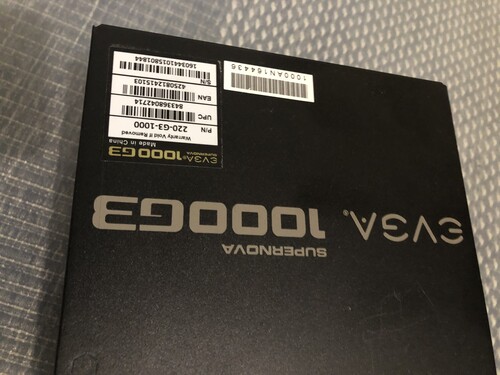 EVGA®
SUPERNOVA
1000G3
EVGA® 1000 G3
SUPERNOVA
Made in China
Warranty Void If Removed
P/N 220-G3-1000
UPC 843368042714
EAN 4250812415103
S/N 1603441015801844
1000AN164436